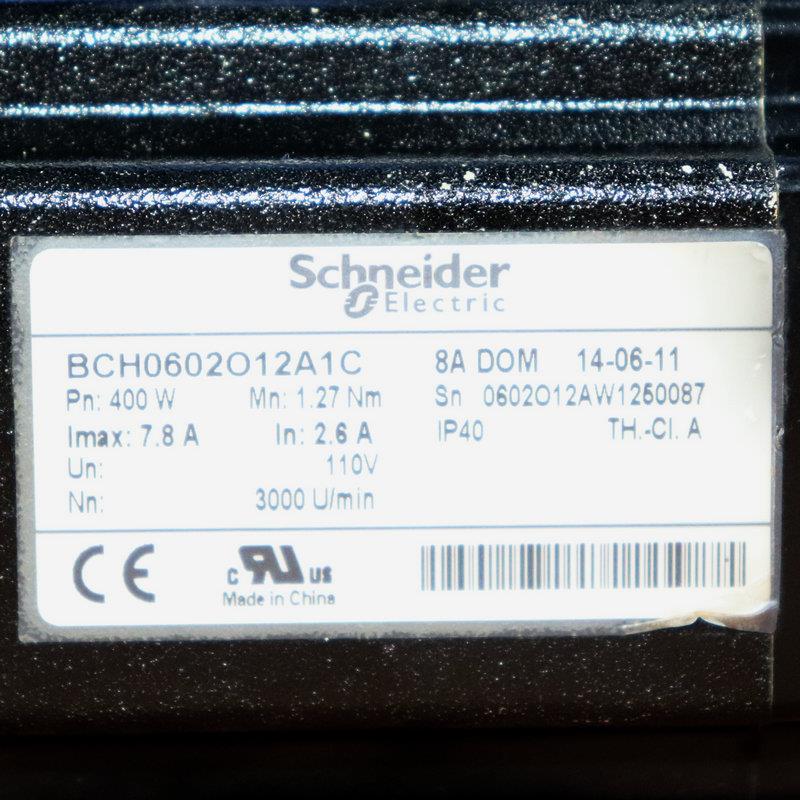 Schneider
Electric
BCH0602O12A1C 8A DOM 14-06-11
Pn: 400 W Mn: 1.27 Nm Sn 0602O12AW1250087
Imax: 7.8 A In: 2.6 A IP40 TH.-Cl. A
Un: 110V
Nn: 3000 U/min
CE c RU us
Made in China